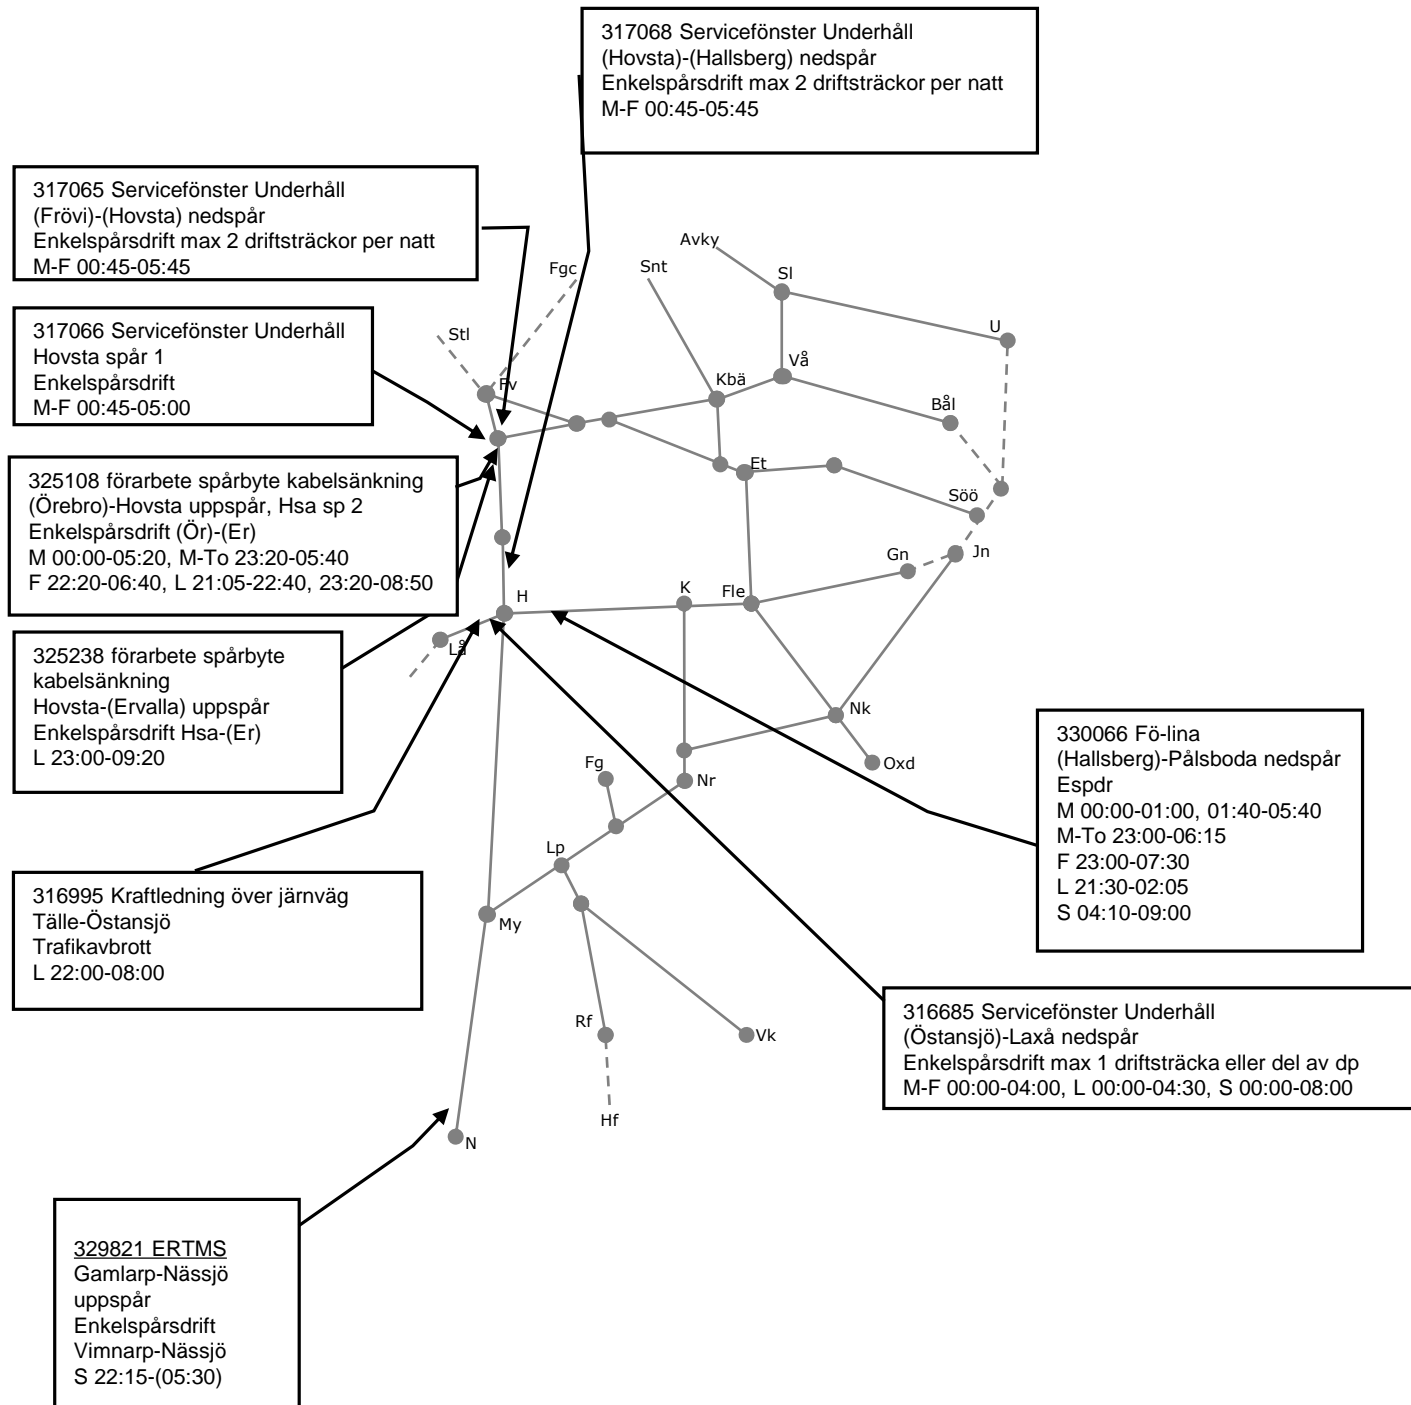 317068 Servicefönster Underhåll
(Hovsta)-(Hallsberg) nedspår
Enkelspårsdrift max 2 driftsträckor per natt
M-F 00:45-05:45
317065 Servicefönster Underhåll
(Frövi)-(Hovsta) nedspår
Enkelspårsdrift max 2 driftsträckor per natt
M-F 00:45-05:45
317066 Servicefönster Underhåll
Hovsta spår 1
Enkelspårsdrift
M-F 00:45-05:00
325108 förarbete spårbyte kabelsänkning
(Örebro)-Hovsta uppspår, Hsa sp 2
Enkelspårsdrift (Ör)-(Er)
M 00:00-05:20, M-To 23:20-05:40
F 22:20-06:40, L 21:05-22:40, 23:20-08:50
325238 förarbete spårbyte
kabelsänkning
Hovsta-(Ervalla) uppspår
Enkelspårsdrift Hsa-(Er)
L 23:00-09:20
316995 Kraftledning över järnväg
Tälle-Östansjö
Trafikavbrott
L 22:00-08:00
329821 ERTMS
Gamlarp-Nässjö
uppspår
Enkelspårsdrift
Vimnarp-Nässjö
S 22:15-(05:30)
330066 Fö-lina
(Hallsberg)-Pålsboda nedspår
Espdr
M 00:00-01:00, 01:40-05:40
M-To 23:00-06:15
F 23:00-07:30
L 21:30-02:05
S 04:10-09:00
316685 Servicefönster Underhåll
(Östansjö)-Laxå nedspår
Enkelspårsdrift max 1 driftsträcka eller del av dp
M-F 00:00-04:00, L 00:00-04:30, S 00:00-08:00
Avky
Fgc
Snt
Sl
U
Stl
Vå
Fv
Kbä
Bål
Et
Söö
Gn
Jn
H
K
Fle
Lå
Nk
Oxd
Fg
Nr
Lp
My
Rf
Vk
Hf
N